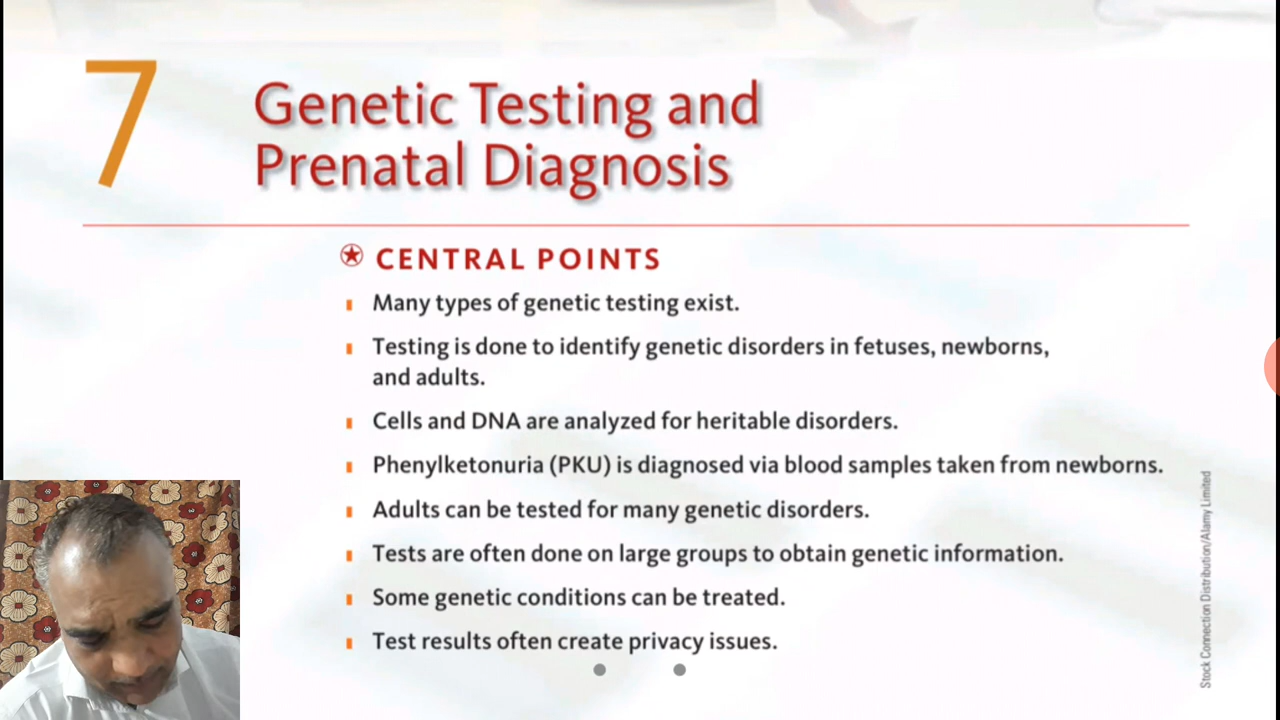 7
Genetic Testing and
Prenatal Diagnosis
CENTRAL POINTS
Many types of genetic testing exist.
Testing is done to identify genetic disorders in fetuses, newborns,
and adults.
Cells and DNA are analyzed for heritable disorders.
Phenylketonuria (PKU) is diagnosed via blood samples taken from newborns.
Adults can be tested for many genetic disorders.
Tests are often done on large groups to obtain genetic information.
Some genetic conditions can be treated.
Test results often create privacy issues.
Stock Connection Distribution/Alamy Limited